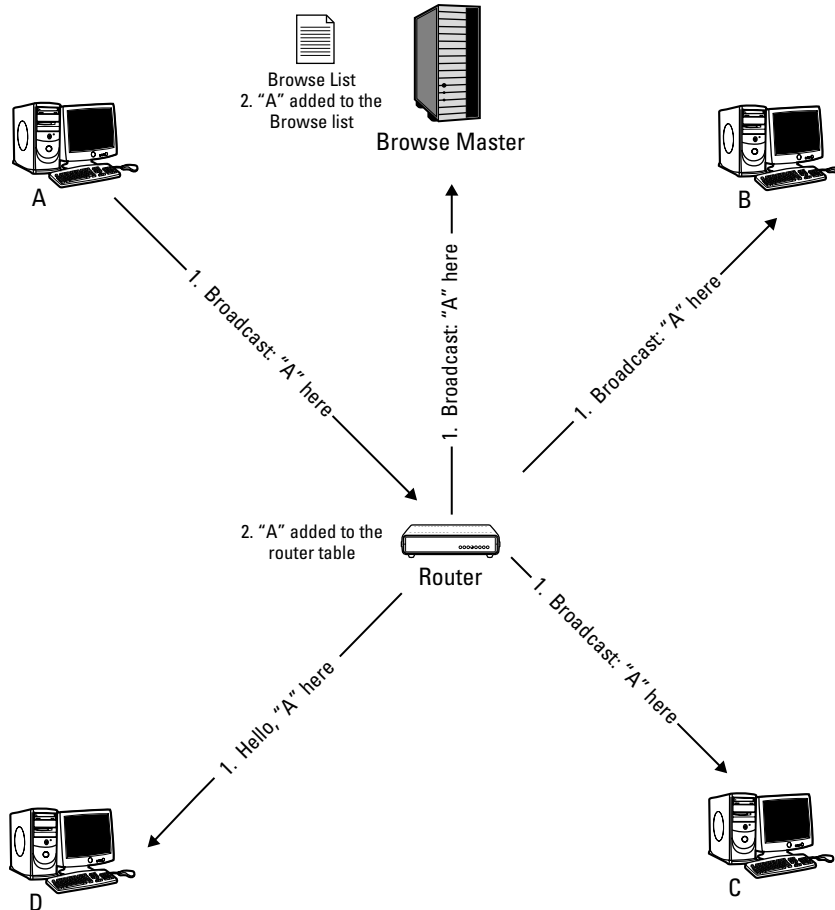 Browse List
2. “A” added to the
Browse list
Browse Master
A
B
1. Broadcast: “A” here
1. Broadcast: “A” here
1. Broadcast: “A” here
2. “A” added to the
router table
Router
1. Hello, “A” here
1. Broadcast: “A” here
D
C